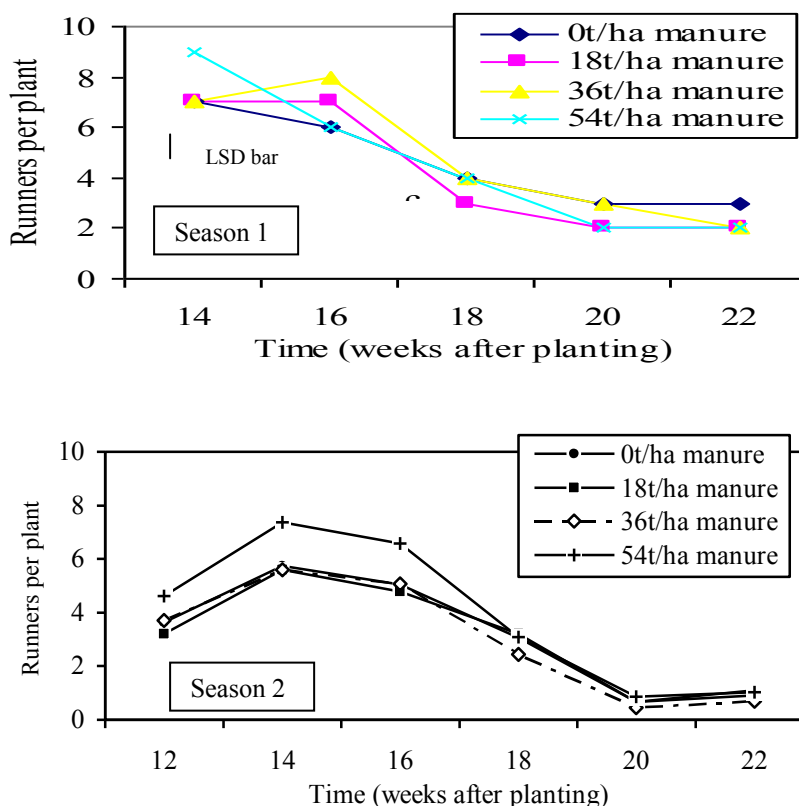 10
8
6
4
2
0
Runners per plant
0t/ha manure
18t/ha manure
36t/ha manure
54t/ha manure
LSD bar
Season 1
14 16 18 20 22
Time (weeks after planting)
10
8
6
4
2
0
Runners per plant
0t/ha manure
18t/ha manure
36t/ha manure
54t/ha manure
Season 2
12 14 16 18 20 22
Time (weeks after planting)